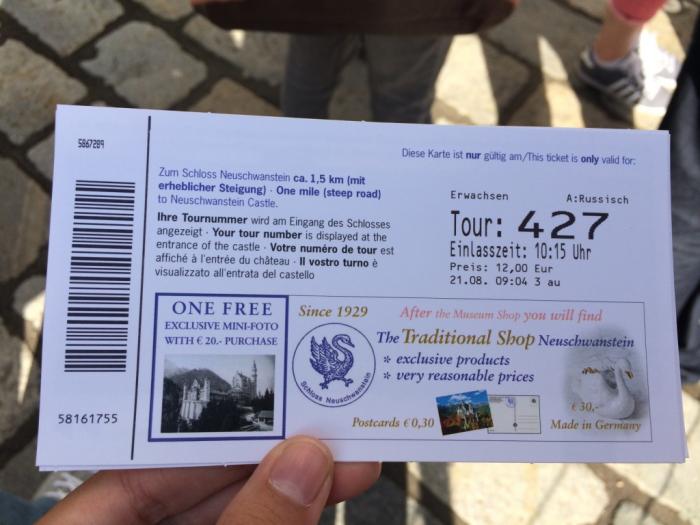 5867289
Diese Karte ist nur gültig am/This ticket is only valid for:
Zum Schloss Neuschwanstein ca. 1,5 km (mit
erheblicher Steigung) · One mile (steep road)
to Neuschwanstein Castle.
Ihre Tournummer wird am Eingang des Schlosses
angezeigt · Your tour number is displayed at the
entrance of the castle · Votre numéro de tour est
affiché à l'entrée du château · Il vostro turno è
visualizzato all'entrata del castello
Erwachsen A:Russisch
Tour: 427
Einlasszeit: 10:15 Uhr
Preis: 12,00 Eur
21.08. 09:04 3 au
58161755
ONE FREE
EXCLUSIVE MINI-FOTO
WITH € 20.- PURCHASE
Since 1929
Schloss Neuschwanstein
After the Museum Shop you will find
The Traditional Shop Neuschwanstein
* exclusive products
* very reasonable prices
Postcards € 0,30
€ 30,-
Made in Germany